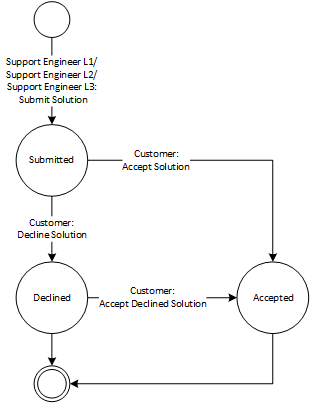 Support Engineer L1/
Support Engineer L2/
Support Engineer L3:
Submit Solution
Submitted
Customer:
Accept Solution
Customer:
Decline Solution
Declined
Customer:
Accept Declined Solution
Accepted